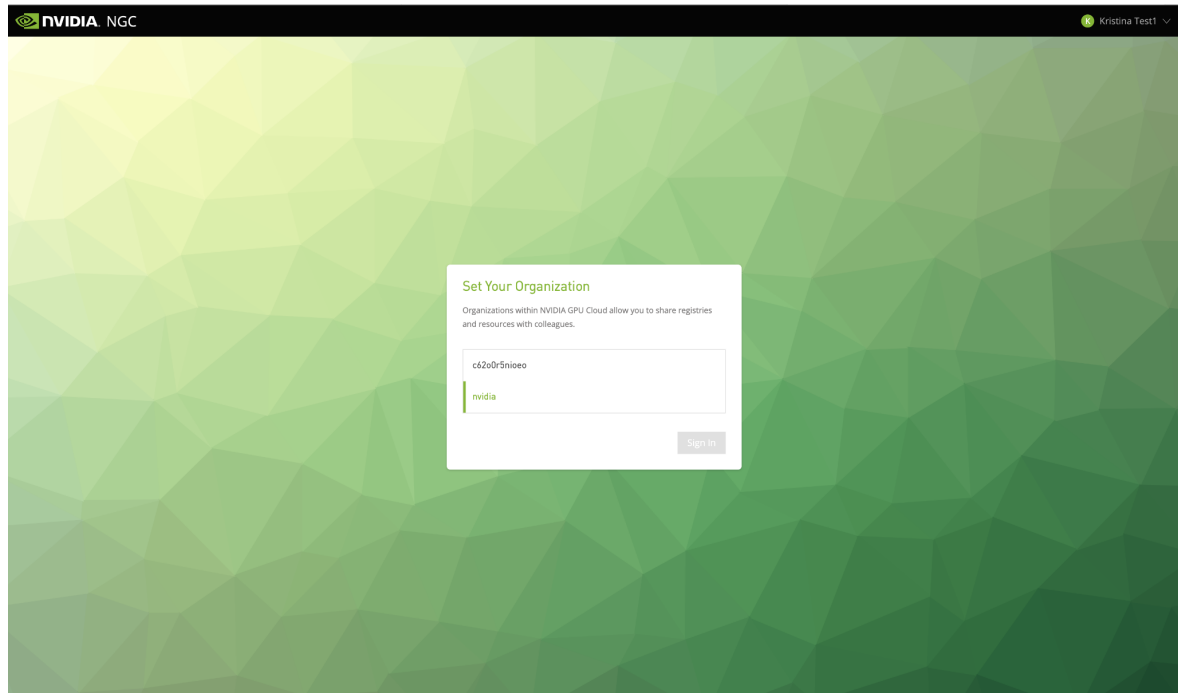 NVIDIA. NGC
K Kristina Test1
Set Your Organization
Organizations within NVIDIA GPU Cloud allow you to share registries
and resources with colleagues.
c62o0r5nioeo
nvidia
Sign In